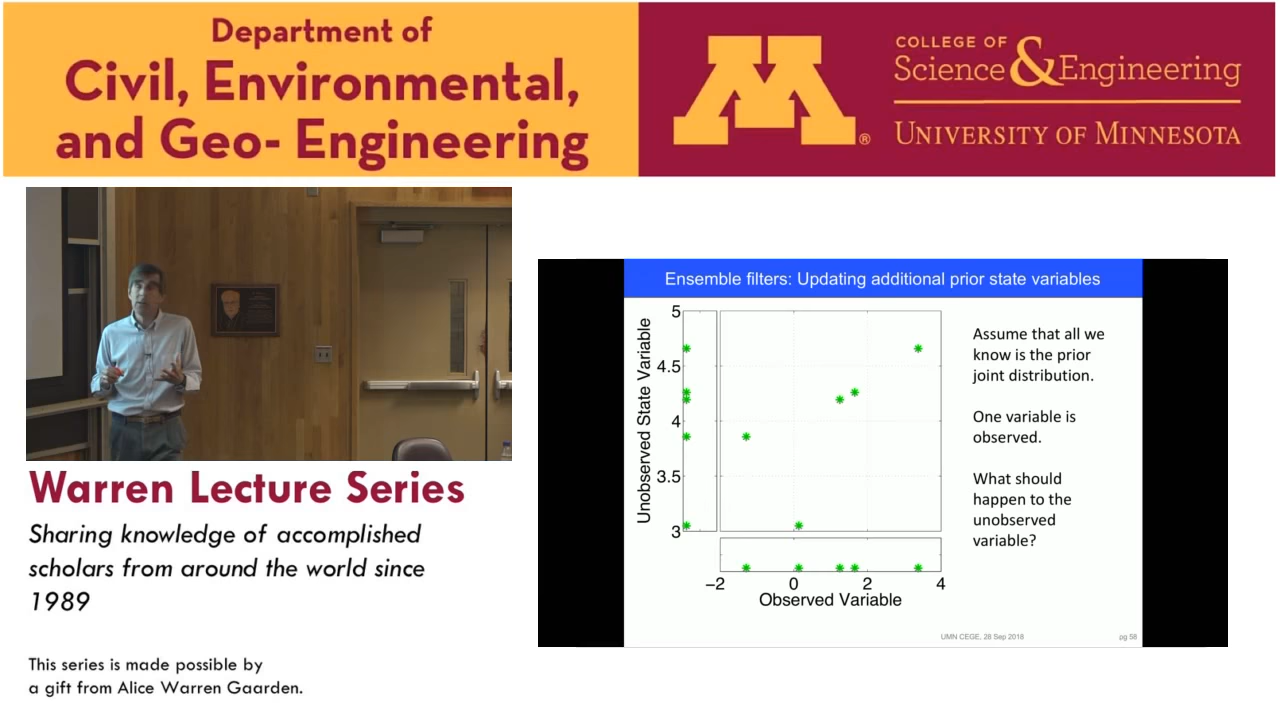 Department of
Civil, Environmental,
and Geo- Engineering
M
®
COLLEGE OF
Science & Engineering
UNIVERSITY OF MINNESOTA
Warren Lecture Series
Sharing knowledge of accomplished
scholars from around the world since
1989
This series is made possible by
a gift from Alice Warren Gaarden.
Ensemble filters: Updating additional prior state variables
Unobserved State Variable
5
4.5
4
3.5
3
−2
0
2
4
Observed Variable
Assume that all we
know is the prior
joint distribution.
One variable is
observed.
What should
happen to the
unobserved
variable?
UMN CEGE, 28 Sep 2018
pg 58